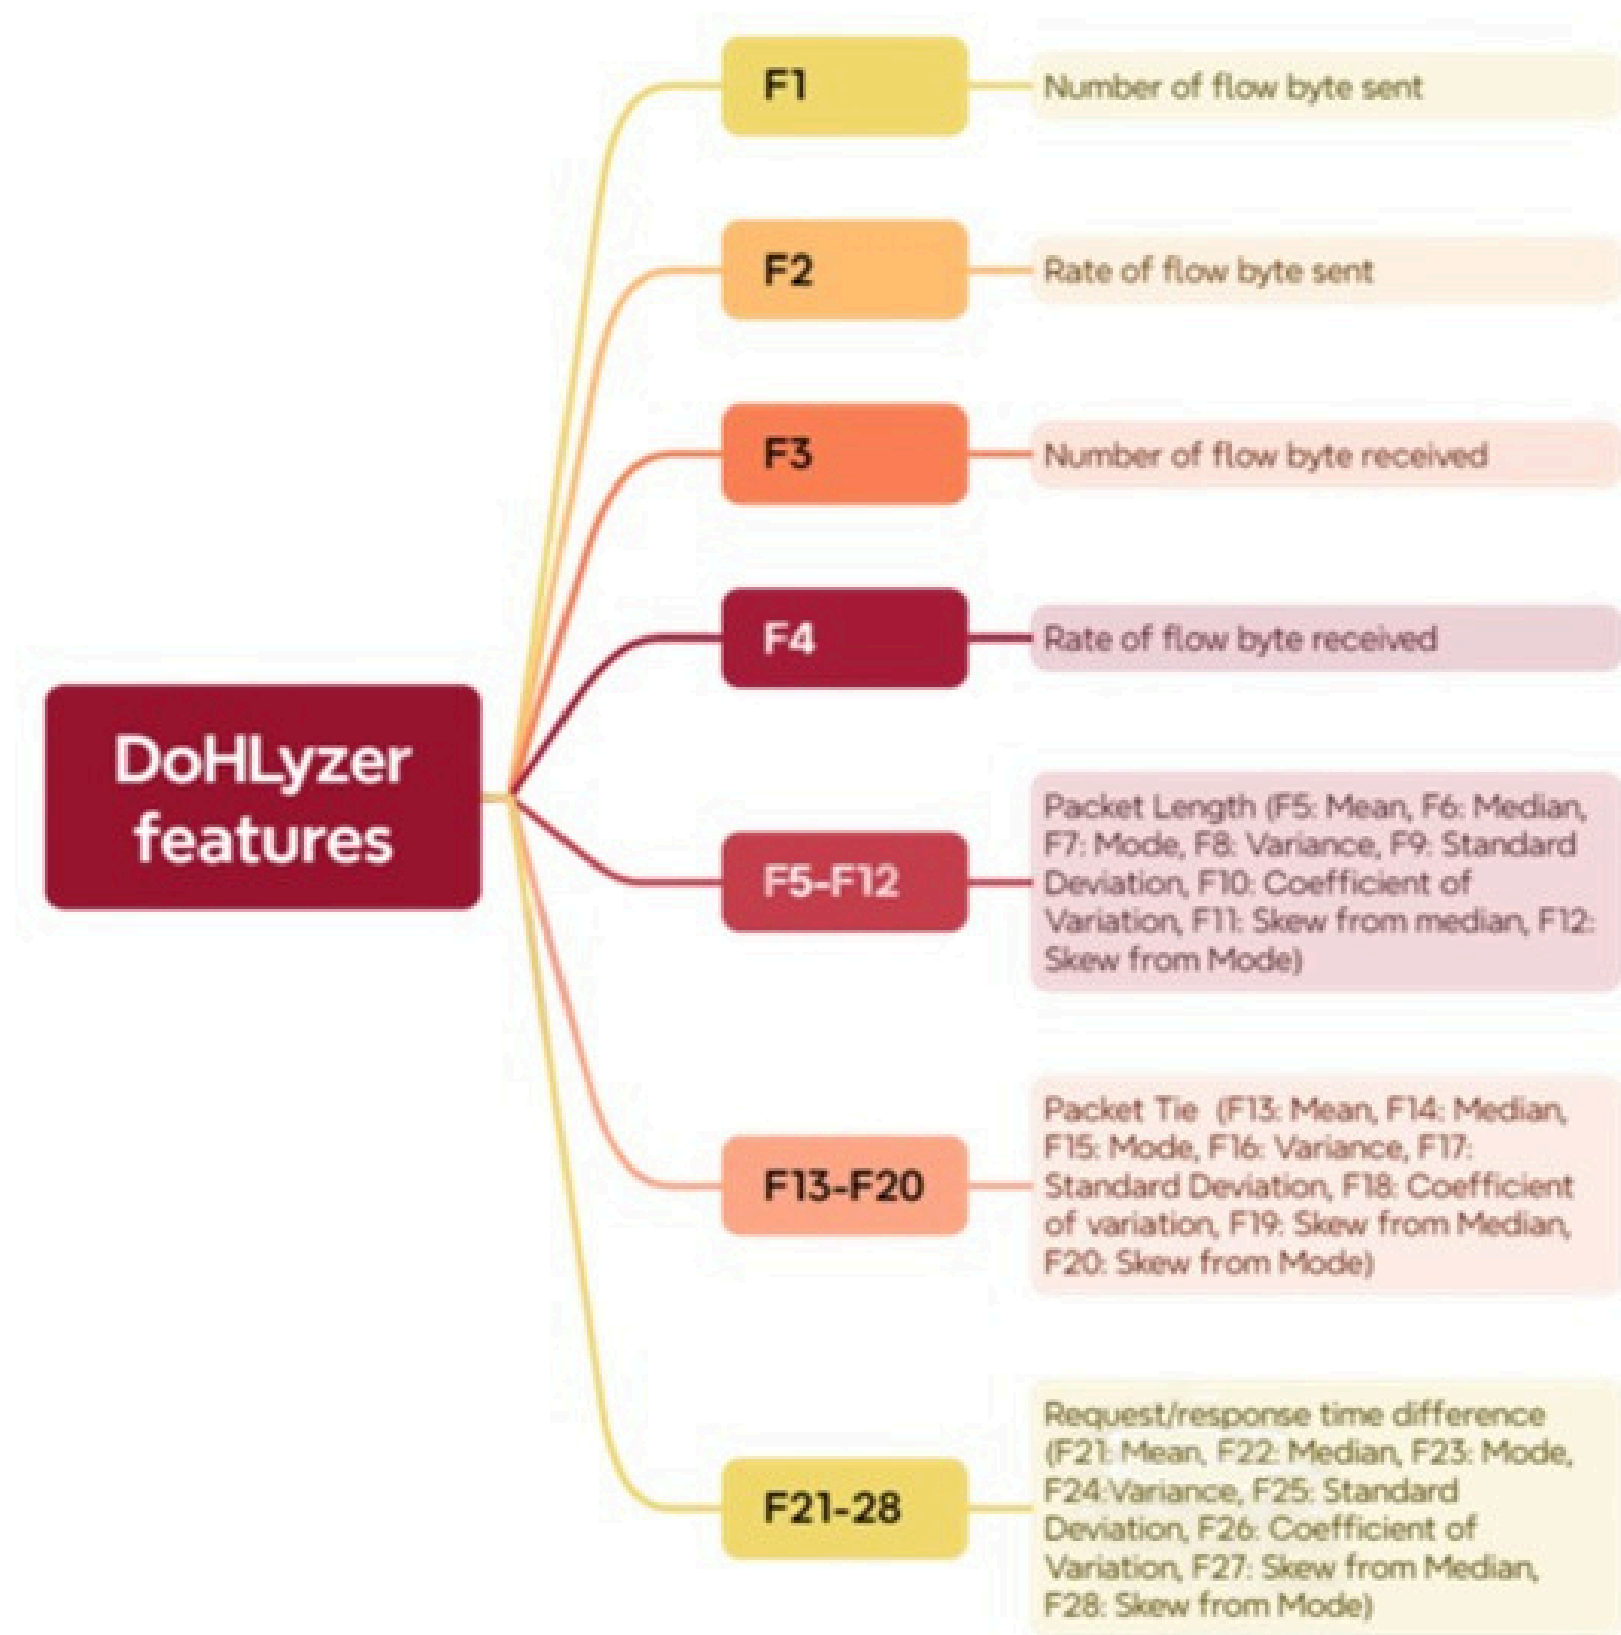 DoHLyzer
features
F1
Number of flow byte sent
F2
Rate of flow byte sent
F3
Number of flow byte received
F4
Rate of flow byte received
F5-F12
Packet Length (F5: Mean, F6: Median,
F7: Mode, F8: Variance, F9: Standard
Deviation, F10: Coefficient of
Variation, F11: Skew from median, F12:
Skew from Mode)
F13-F20
Packet Tie (F13: Mean, F14: Median,
F15: Mode, F16: Variance, F17:
Standard Deviation, F18: Coefficient
of variation, F19: Skew from Median,
F20: Skew from Mode)
F21-28
Request/response time difference
(F21: Mean, F22: Median, F23: Mode,
F24:Variance, F25: Standard
Deviation, F26: Coefficient of
Variation, F27: Skew from Median,
F28: Skew from Mode)